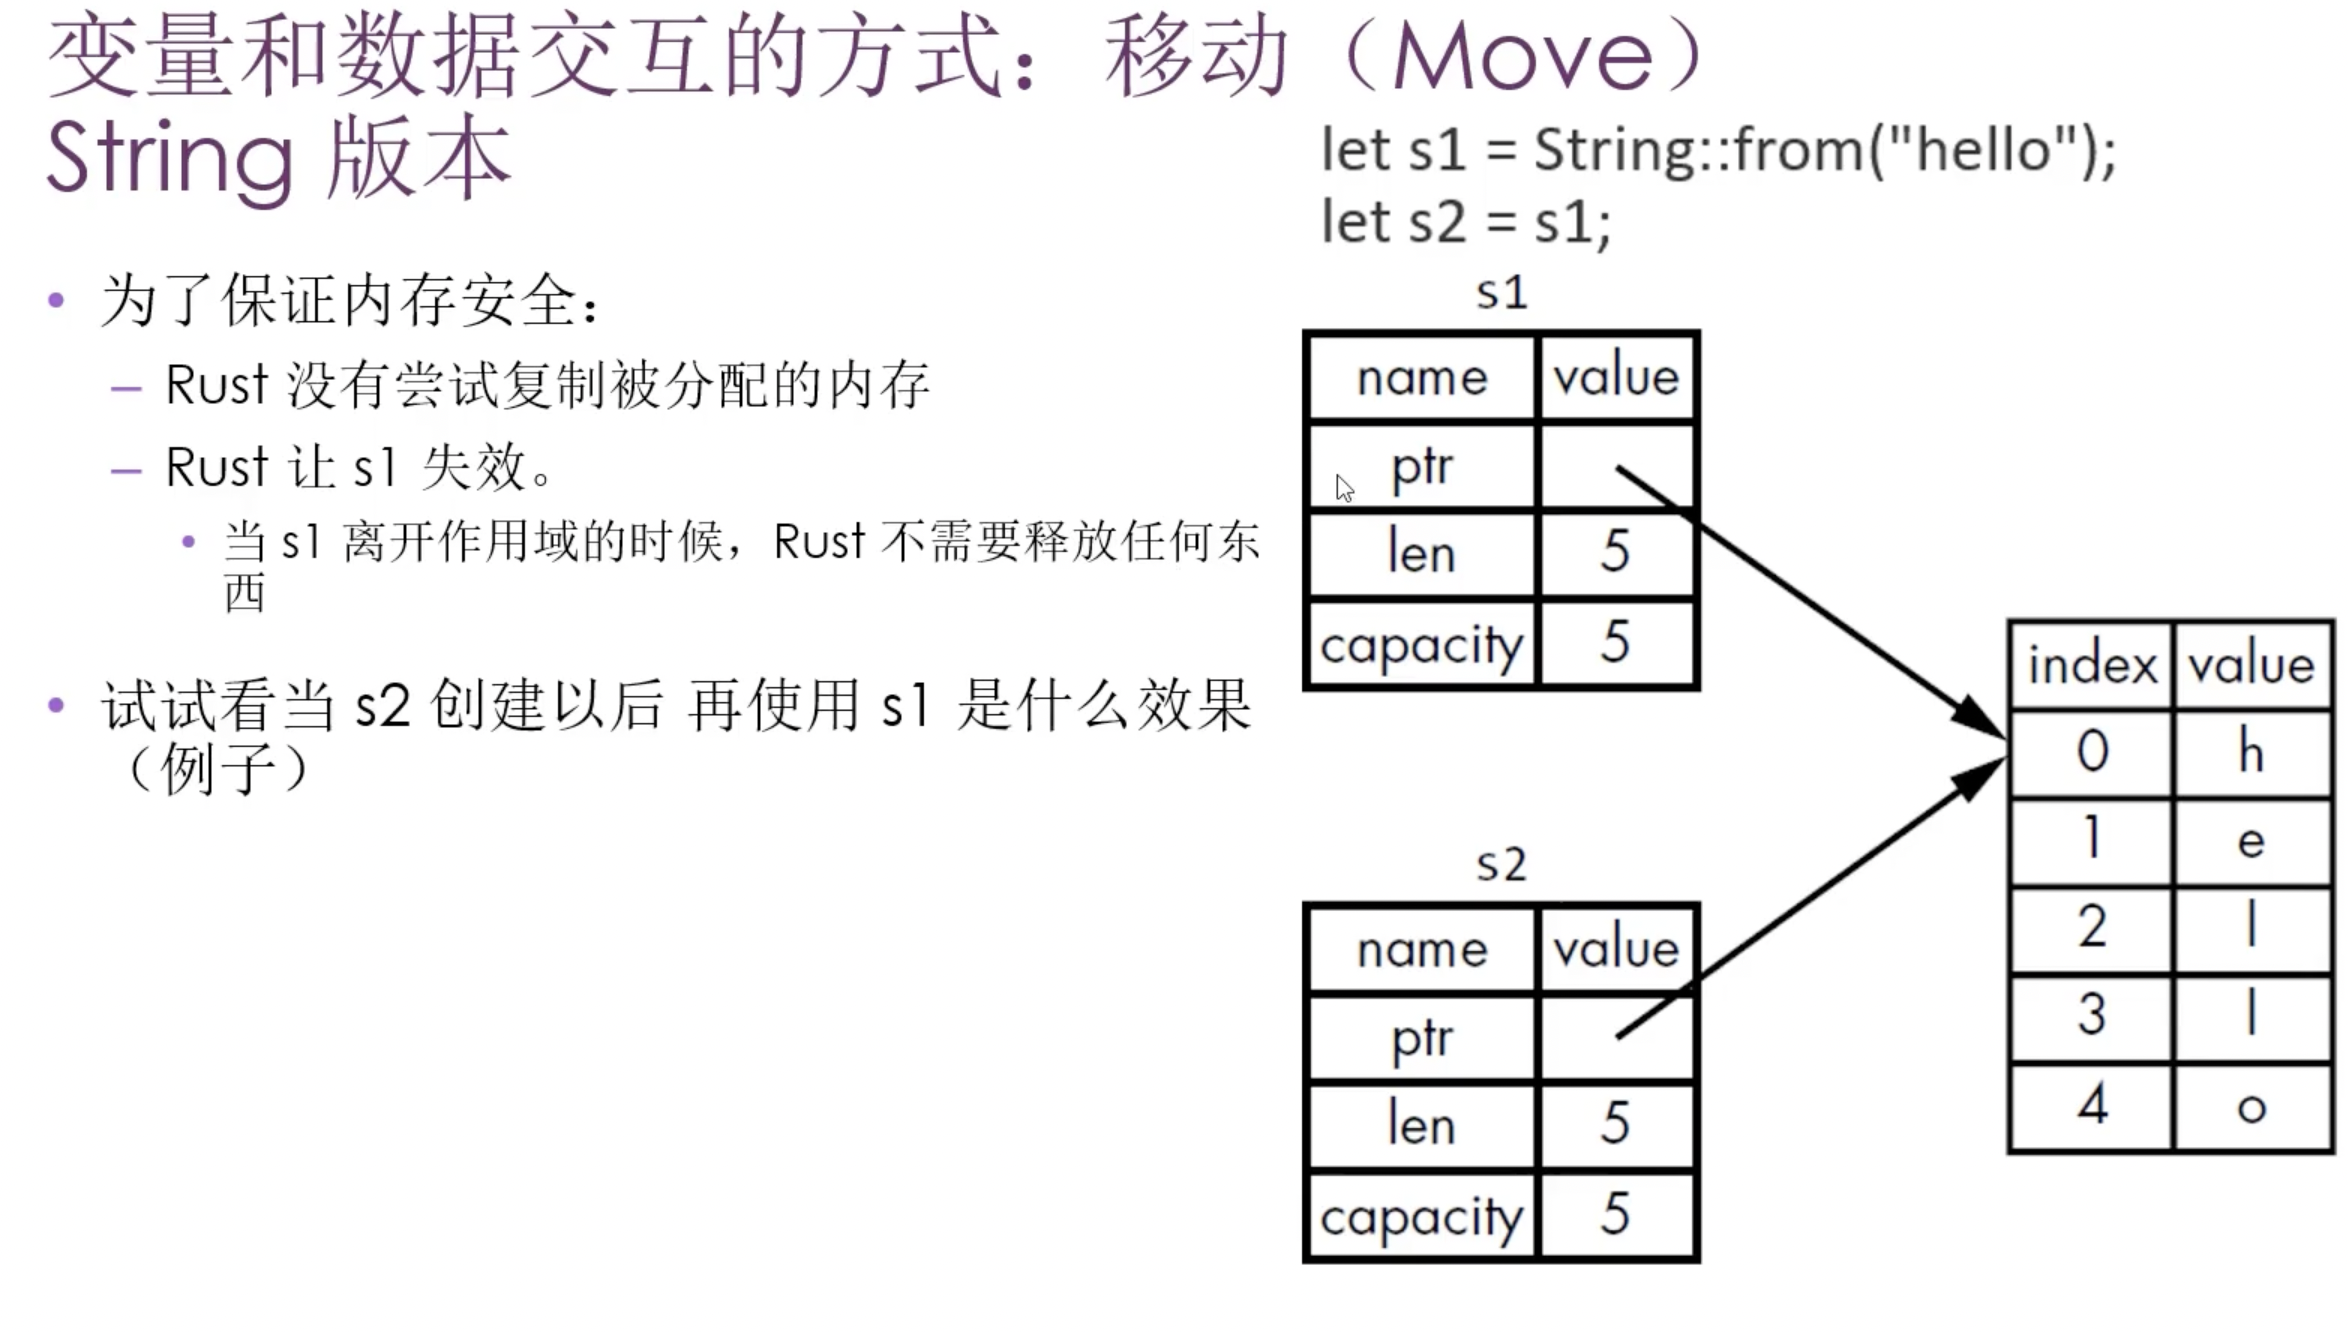 变量和数据交互的方式：移动（Move）
String 版本
let s1 = String::from("hello");
let s2 = s1;
• 为了保证内存安全：
– Rust 没有尝试复制被分配的内存
– Rust 让 s1 失效。
• 当 s1 离开作用域的时候，Rust 不需要释放任何东
西
• 试试看当 s2 创建以后 再使用 s1 是什么效果
（例子）
s1
name value
ptr
len 5
capacity 5
s2
name value
ptr
len 5
capacity 5
index value
0 h
1 e
2 l
3 l
4 o